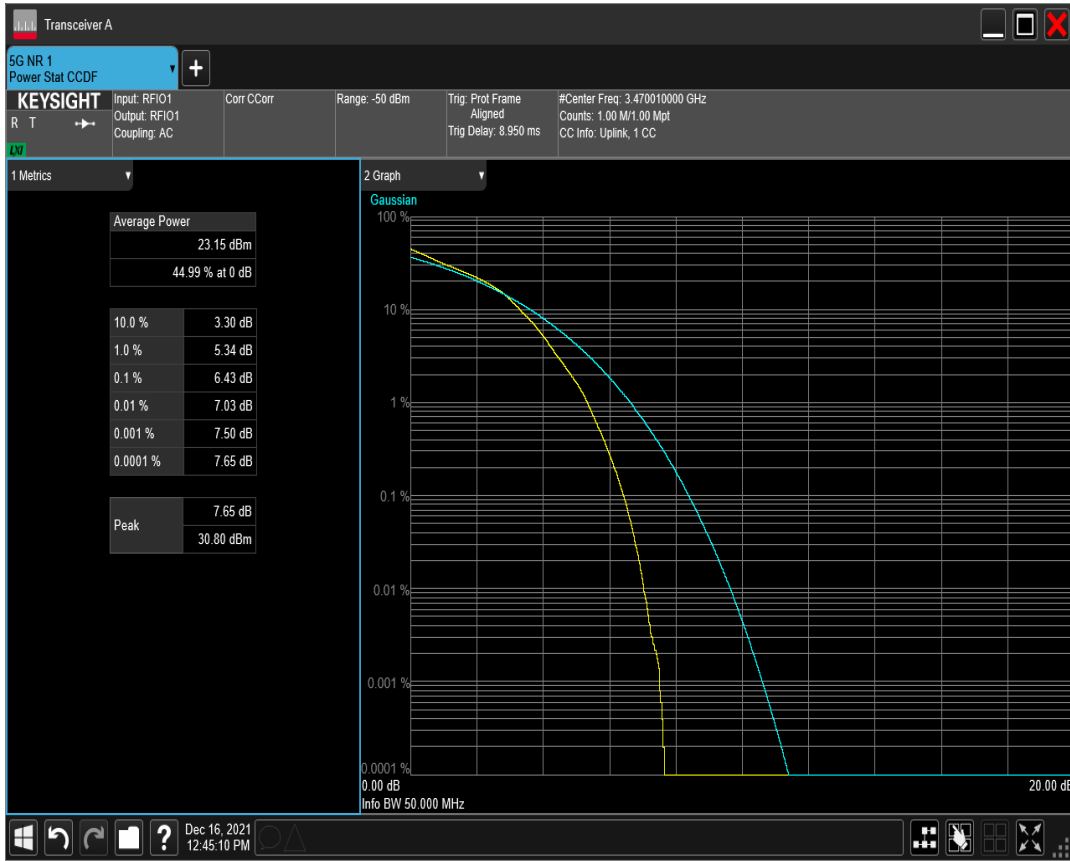 Transceiver A
5G NR 1
Power Stat CCDF
+
KEYSIGHT
R T
LXI
Input: RFIO1
Output: RFIO1
Coupling: AC
Corr CCorr
Range: -50 dBm
Trig: Prot Frame
Aligned
Trig Delay: 8.950 ms
#Center Freq: 3.470010000 GHz
Counts: 1.00 M/1.00 Mpt
CC Info: Uplink, 1 CC
1 Metrics
Average Power
23.15 dBm
44.99 % at 0 dB
10.0 % 3.30 dB
1.0 % 5.34 dB
0.1 % 6.43 dB
0.01 % 7.03 dB
0.001 % 7.50 dB
0.0001 % 7.65 dB
Peak 7.65 dB
30.80 dBm
2 Graph
Gaussian
100 %
10 %
1 %
0.1 %
0.01 %
0.001 %
0.0001 %
0.00 dB 20.00 dB
Info BW 50.000 MHz
?
Dec 16, 2021
12:45:10 PM